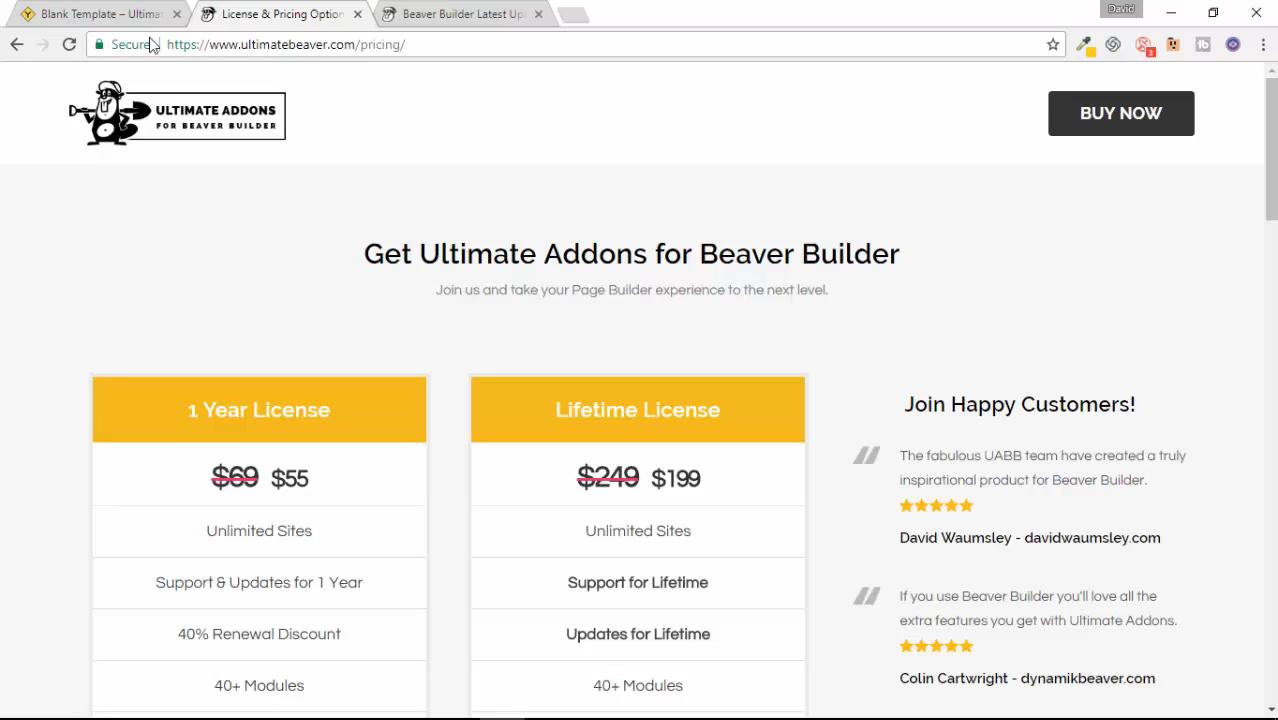 Blank Template – Ultima
License & Pricing Option
Beaver Builder Latest Up
David
Secure
https://www.ultimatebeaver.com/pricing/
3
ULTIMATE ADDONS
FOR BEAVER BUILDER
BUY NOW
Get Ultimate Addons for Beaver Builder
Join us and take your Page Builder experience to the next level.
1 Year License
$69 $55
Unlimited Sites
Support & Updates for 1 Year
40% Renewal Discount
40+ Modules
Lifetime License
$249 $199
Unlimited Sites
Support for Lifetime
Updates for Lifetime
40+ Modules
Join Happy Customers!
The fabulous UABB team have created a truly
inspirational product for Beaver Builder.
David Waumsley - davidwaumsley.com
If you use Beaver Builder you'll love all the
extra features you get with Ultimate Addons.
Colin Cartwright - dynamikbeaver.com